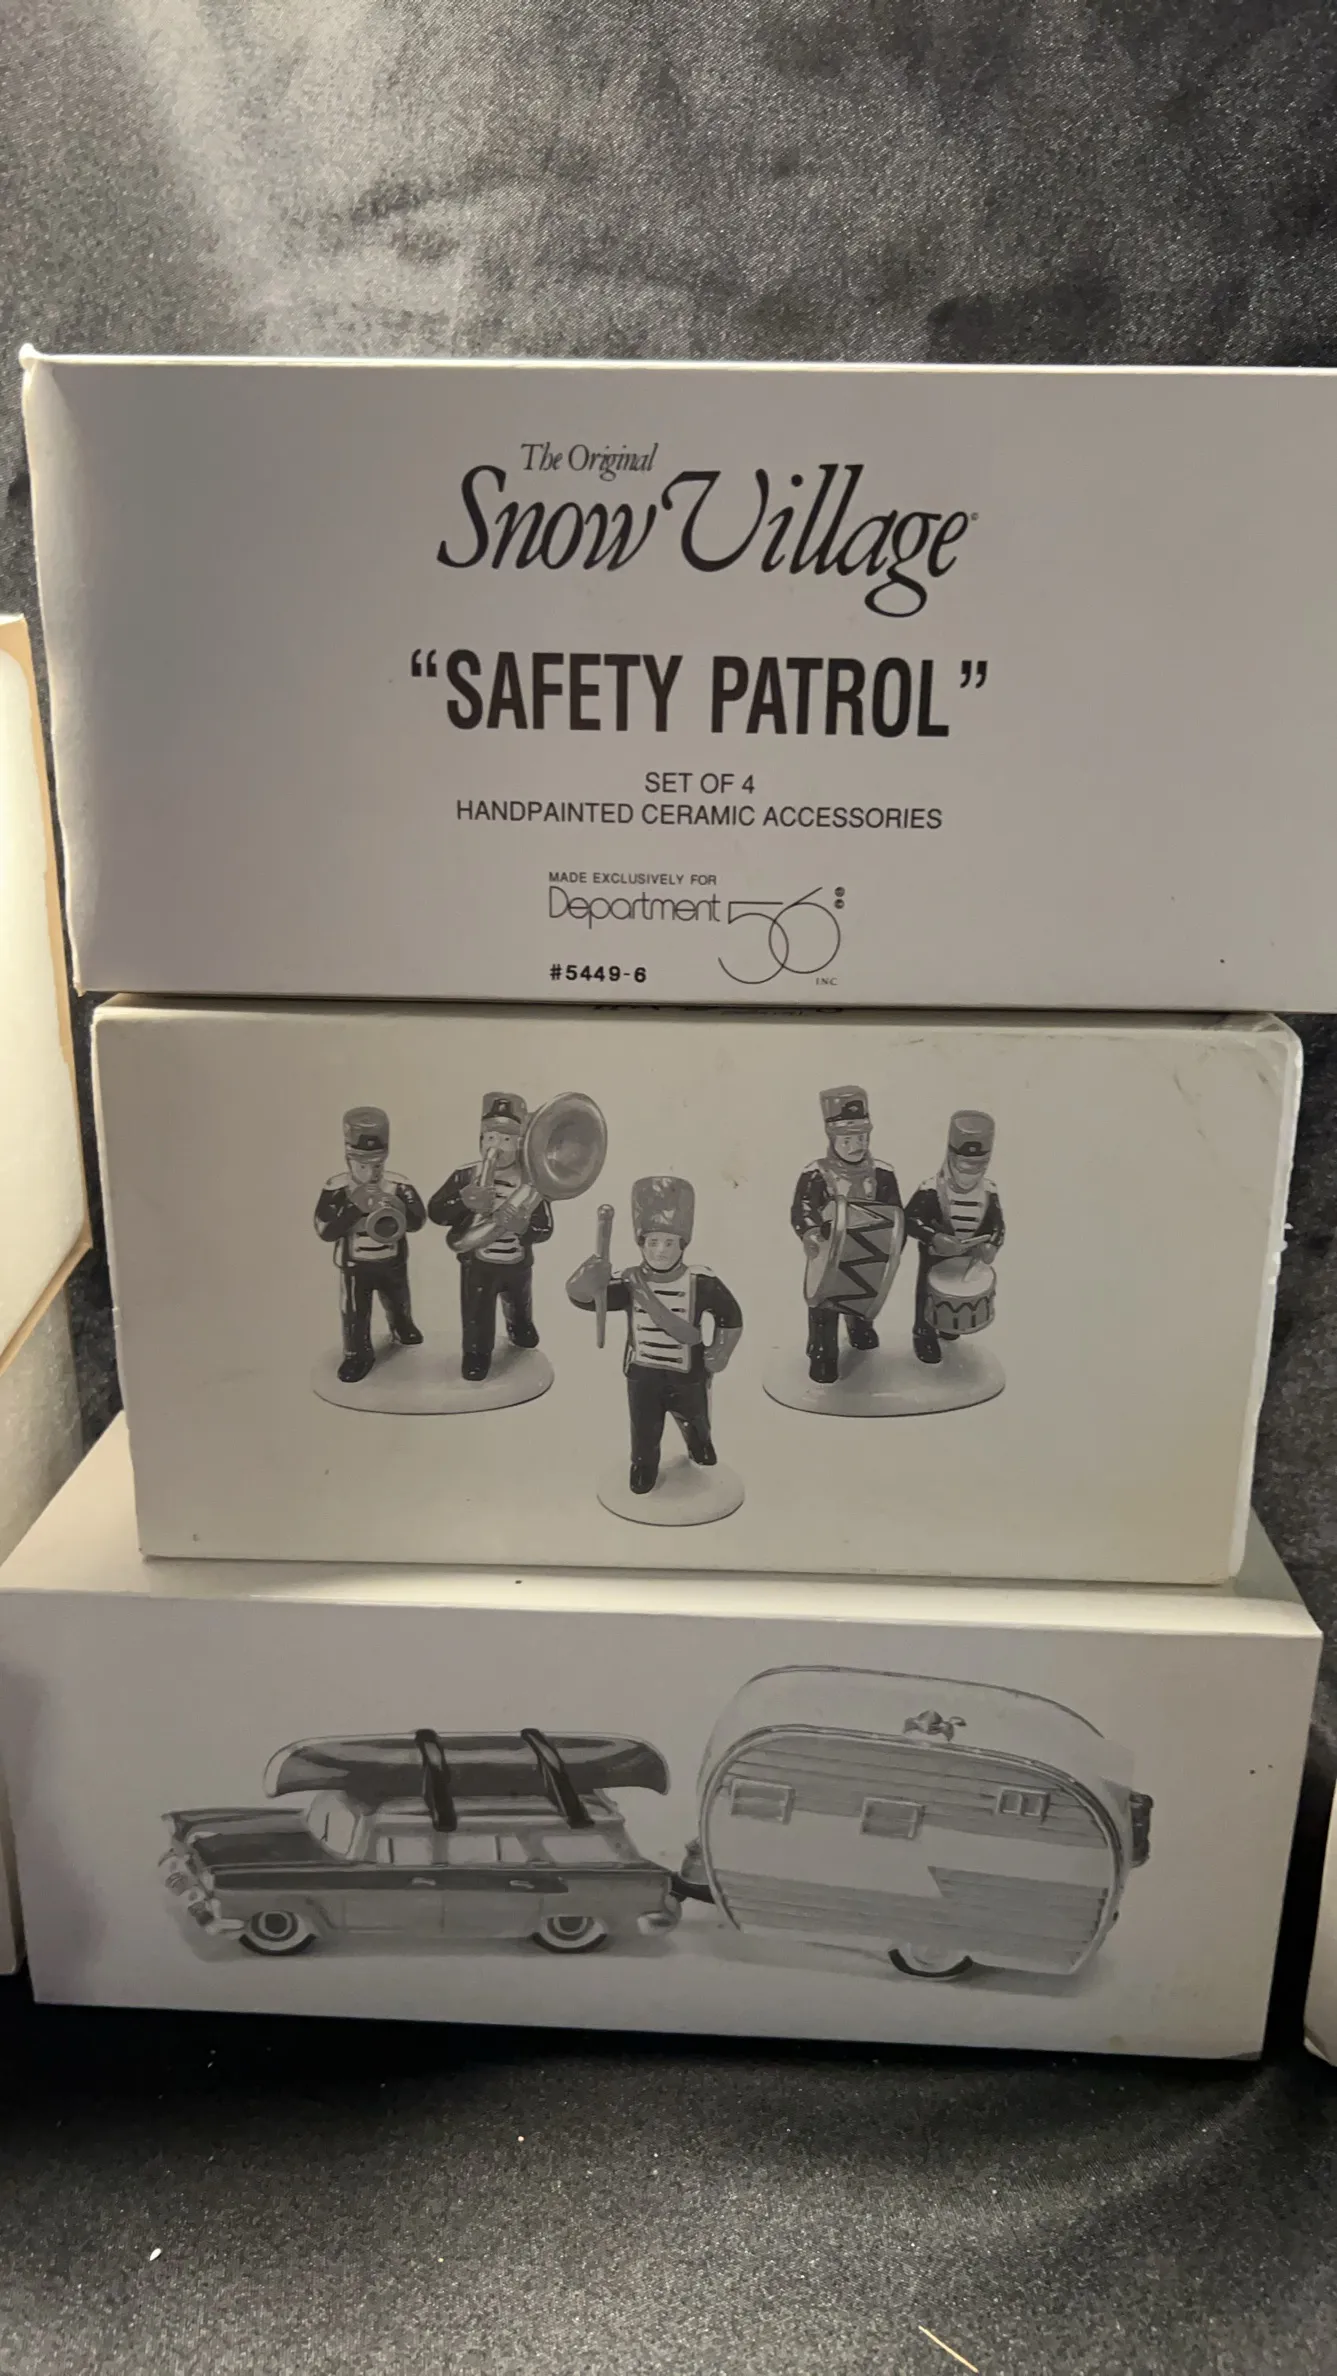 The Original
Snow Village©
“SAFETY PATROL”
SET OF 4
HANDPAINTED CERAMIC ACCESSORIES
MADE EXCLUSIVELY FOR
Department 56
INC
#5449-6